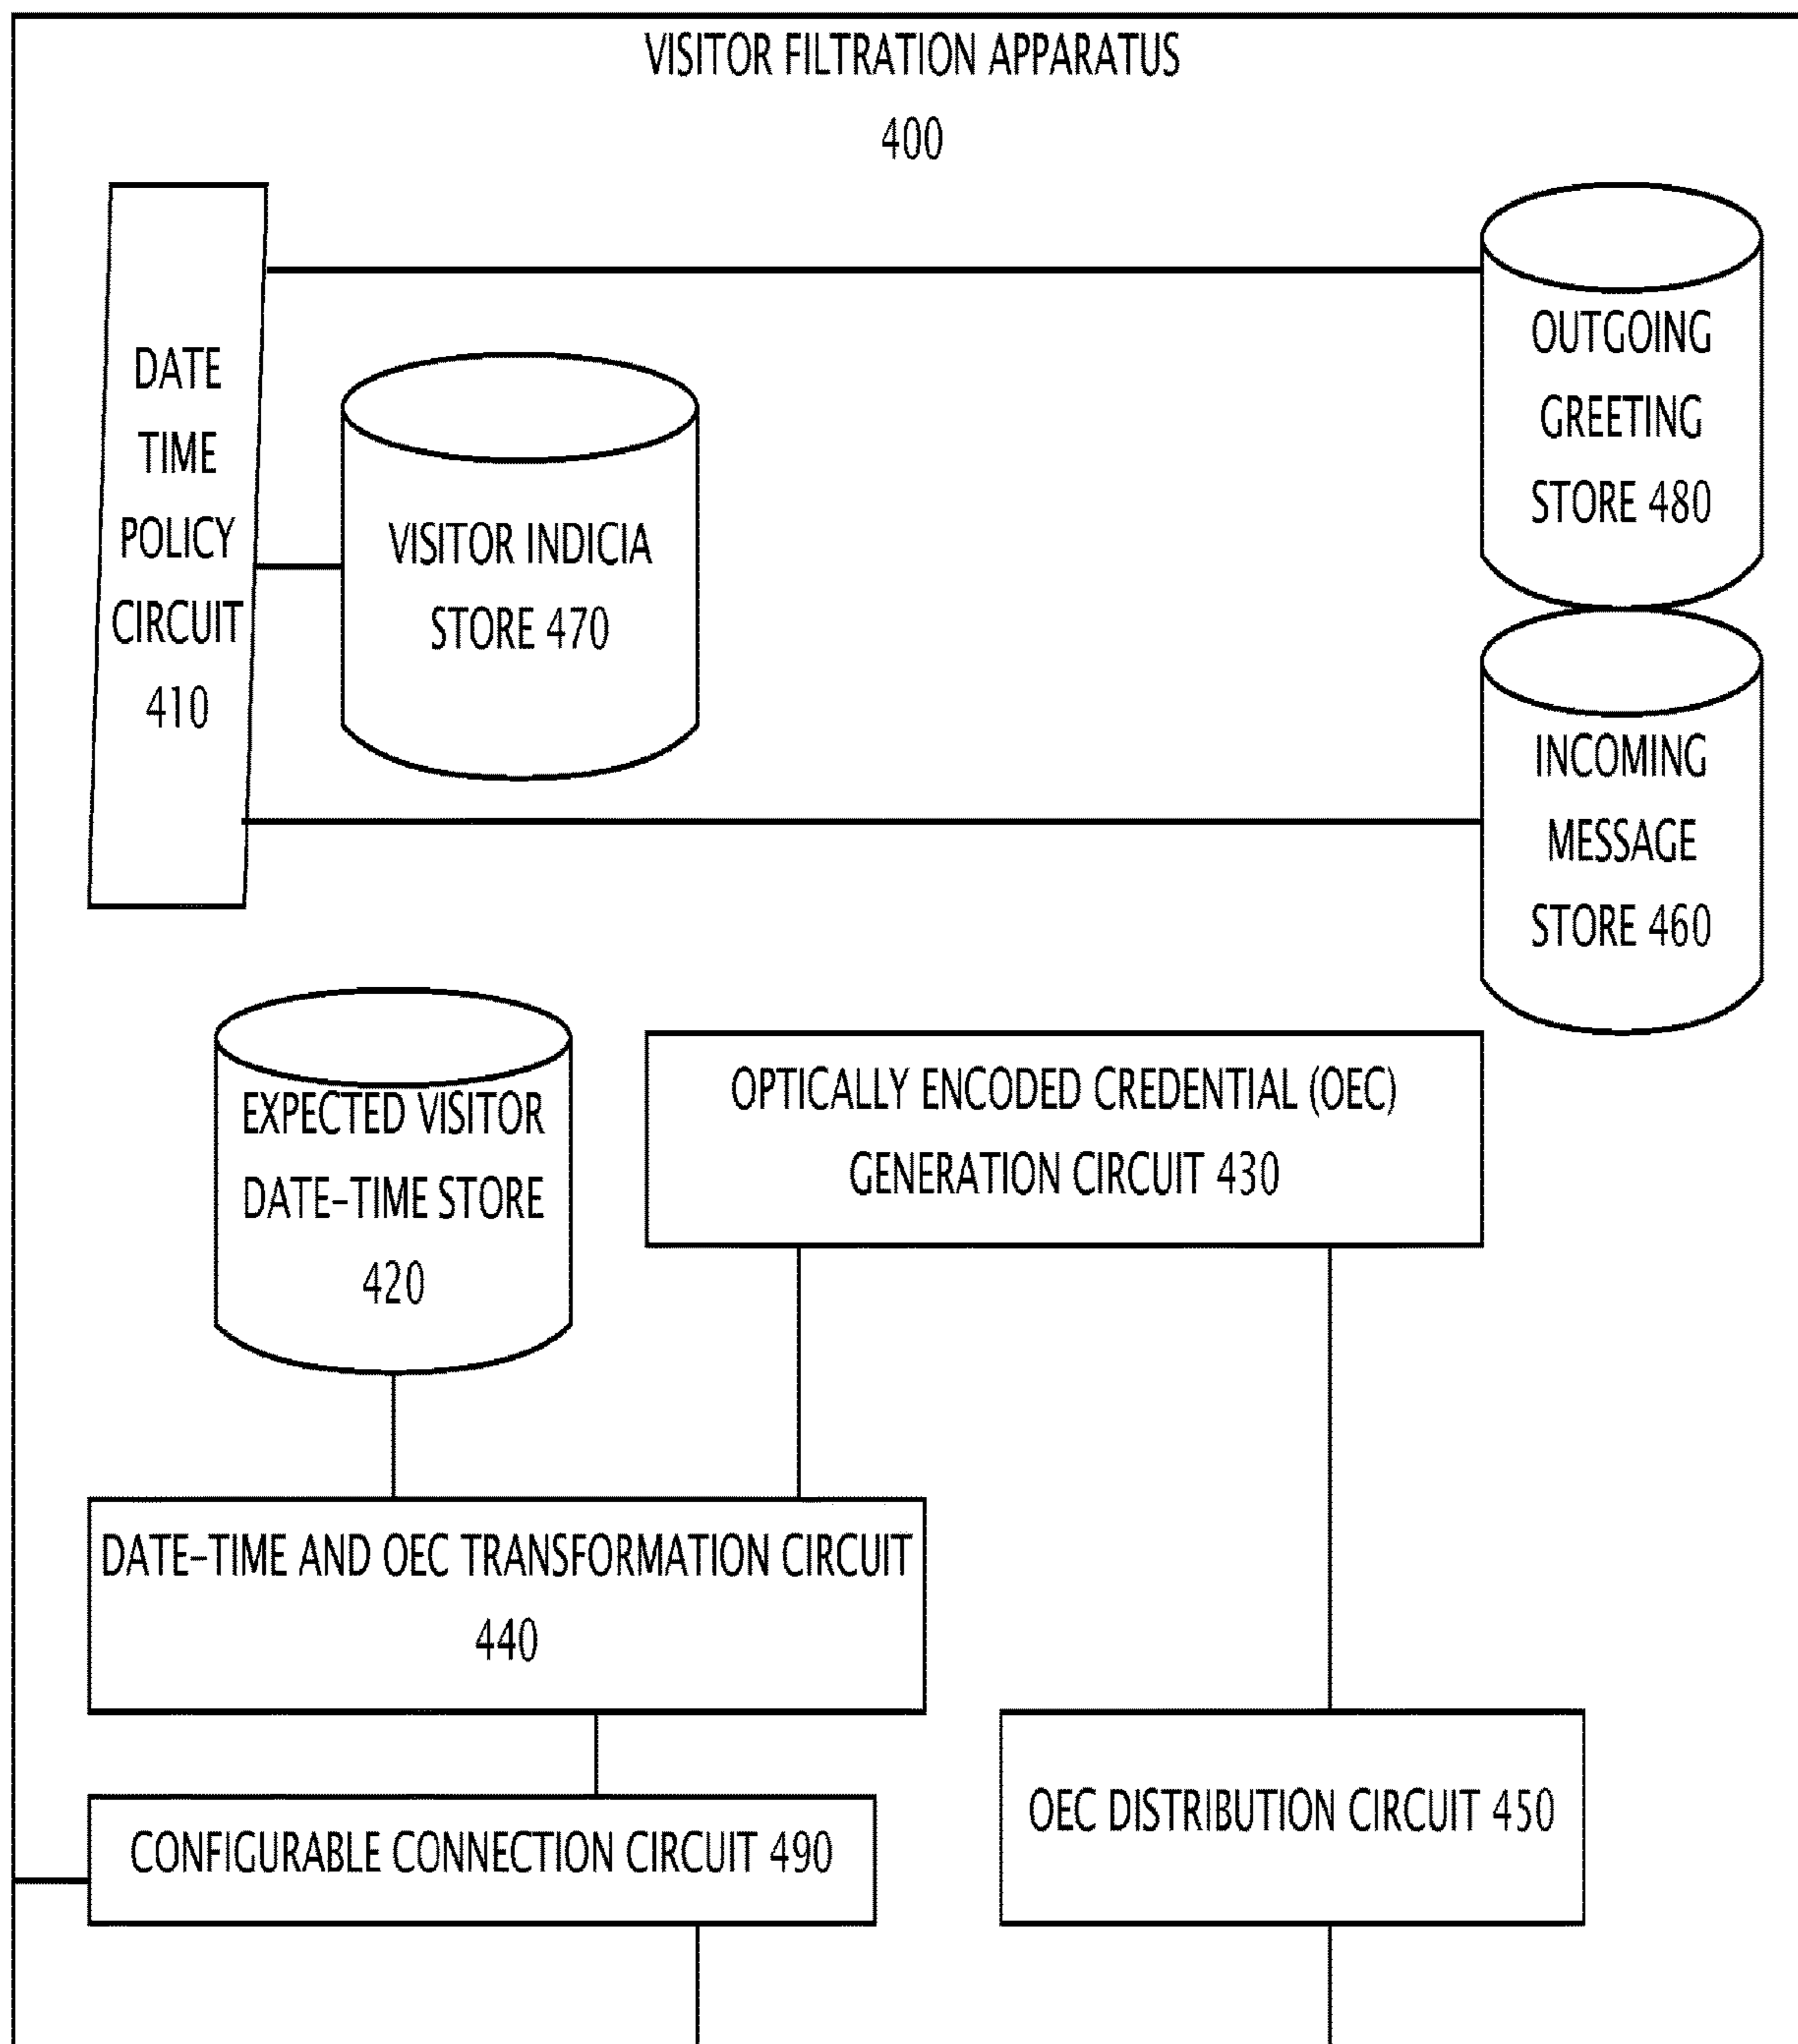 VISITOR FILTRATION APPARATUS
400
DATE
TIME
POLICY
CIRCUIT
410
VISITOR INDICIA
STORE 470
OUTGOING
GREETING
STORE 480
INCOMING
MESSAGE
STORE 460
EXPECTED VISITOR
DATE-TIME STORE
420
OPTICALLY ENCODED CREDENTIAL (OEC)
GENERATION CIRCUIT 430
DATE-TIME AND OEC TRANSFORMATION CIRCUIT
440
CONFIGURABLE CONNECTION CIRCUIT 490
OEC DISTRIBUTION CIRCUIT 450